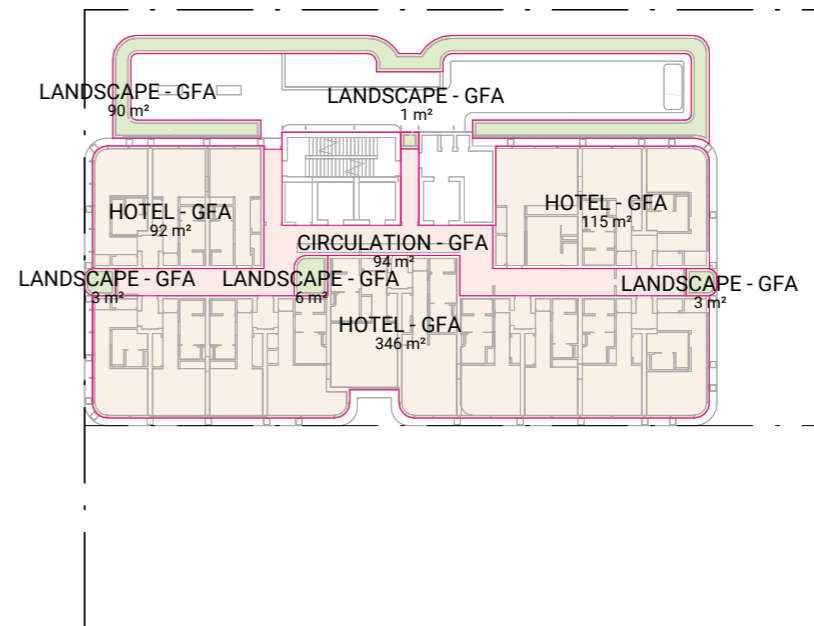 LANDSCAPE - GFA
90 m²
LANDSCAPE - GFA
1 m²
HOTEL - GFA
92 m²
HOTEL - GFA
115 m²
CIRCULATION - GFA
94 m²
LANDSCAPE - GFA
3 m²
LANDSCAPE - GFA
6 m²
LANDSCAPE - GFA
3 m²
HOTEL - GFA
346 m²